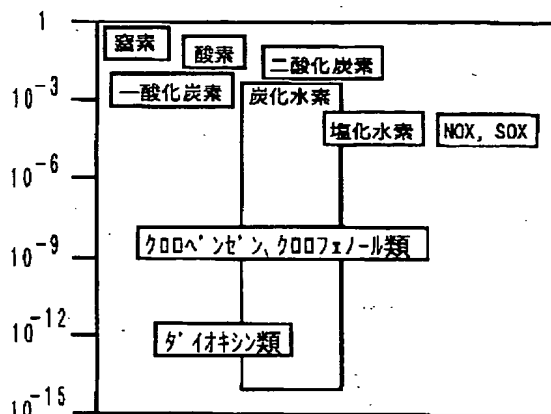 1
窒素
酸素
二酸化炭素
10⁻³
一酸化炭素
炭化水素
塩化水素
NOX, SOX
10⁻⁶
10⁻⁹
クロロベンゼン、クロロフェノール類
10⁻¹²
ダイオキシン類
10⁻¹⁵